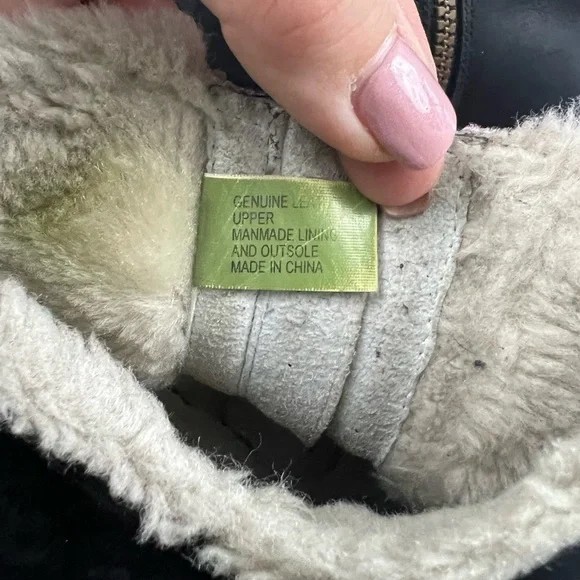 GENUINE LEAT
UPPER
MANMADE LINING
AND OUTSOLE
MADE IN CHINA